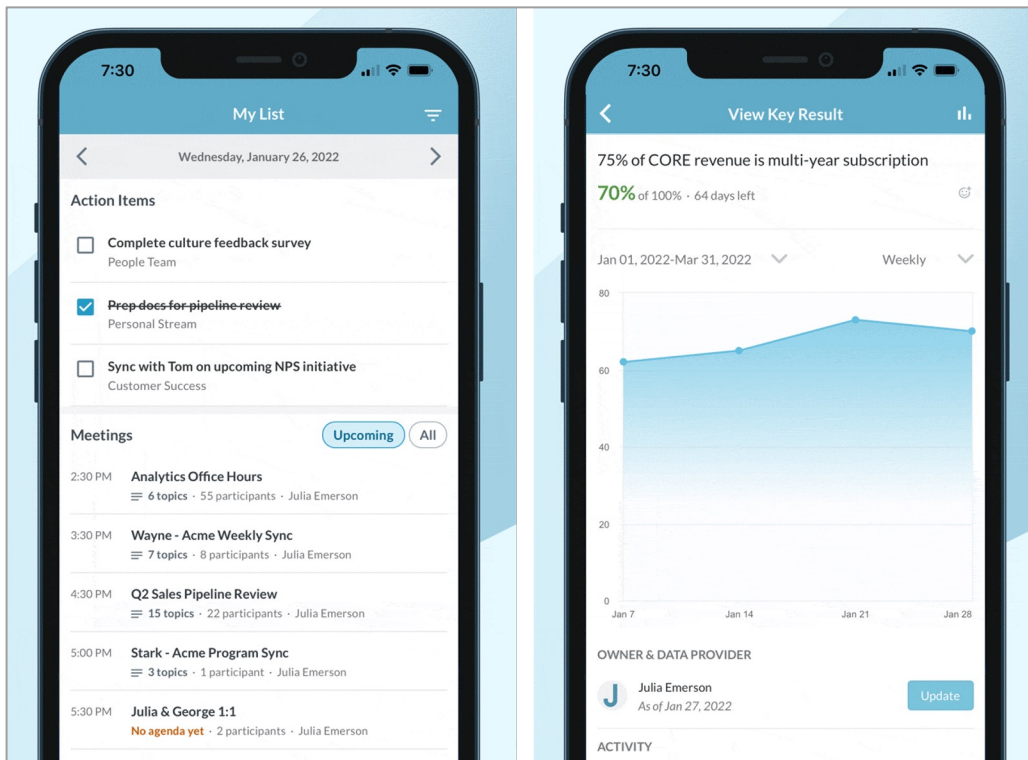 7:30
My List
Wednesday, January 26, 2022
Action Items
Complete culture feedback survey
People Team
Prep docs for pipeline review
Personal Stream
Sync with Tom on upcoming NPS initiative
Customer Success
Meetings
Upcoming
All
2:30 PM Analytics Office Hours
6 topics · 55 participants · Julia Emerson
3:30 PM Wayne - Acme Weekly Sync
7 topics · 8 participants · Julia Emerson
4:30 PM Q2 Sales Pipeline Review
15 topics · 22 participants · Julia Emerson
5:00 PM Stark - Acme Program Sync
3 topics · 1 participant · Julia Emerson
5:30 PM Julia & George 1:1
No agenda yet · 2 participants · Julia Emerson
7:30
View Key Result
75% of CORE revenue is multi-year subscription
70% of 100% · 64 days left
Jan 01, 2022-Mar 31, 2022 Weekly
80
60
40
20
0
Jan 7 Jan 14 Jan 21 Jan 28
OWNER & DATA PROVIDER
J
Julia Emerson
As of Jan 27, 2022
Update
ACTIVITY